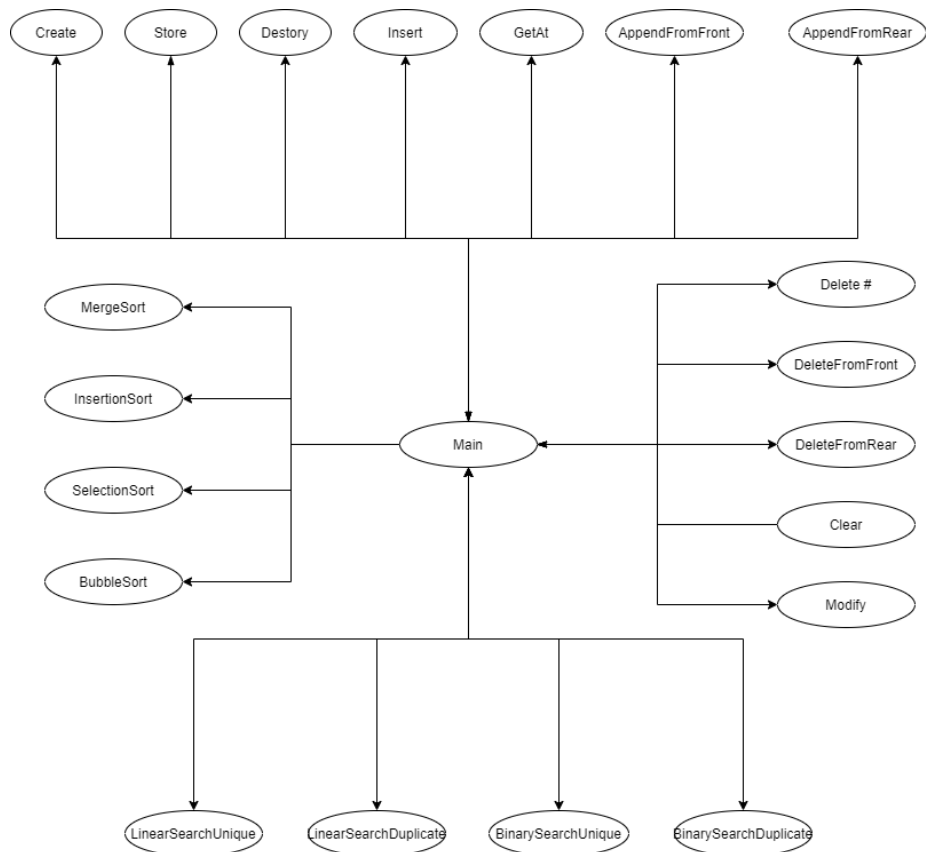 Create
Store
Destory
Insert
GetAt
AppendFromFront
AppendFromRear
MergeSort
InsertionSort
SelectionSort
BubbleSort
Main
Delete #
DeleteFromFront
DeleteFromRear
Clear
Modify
LinearSearchUnique
LinearSearchDuplicate
BinarySearchUnique
BinarySearchDuplicate